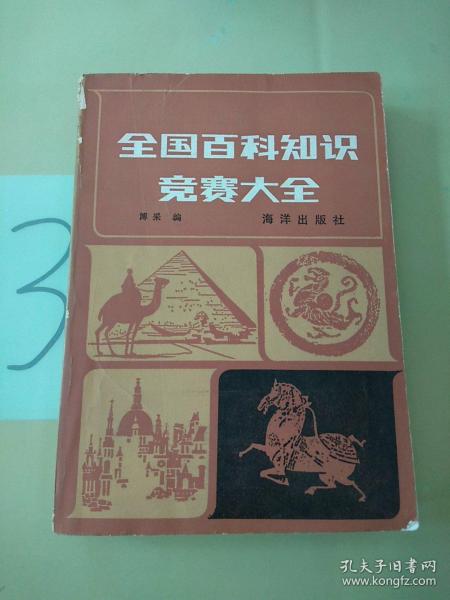 全国百科知识
竞赛大全
博采 编 海洋出版社
3
孔夫子旧书网
www.kongfz.com